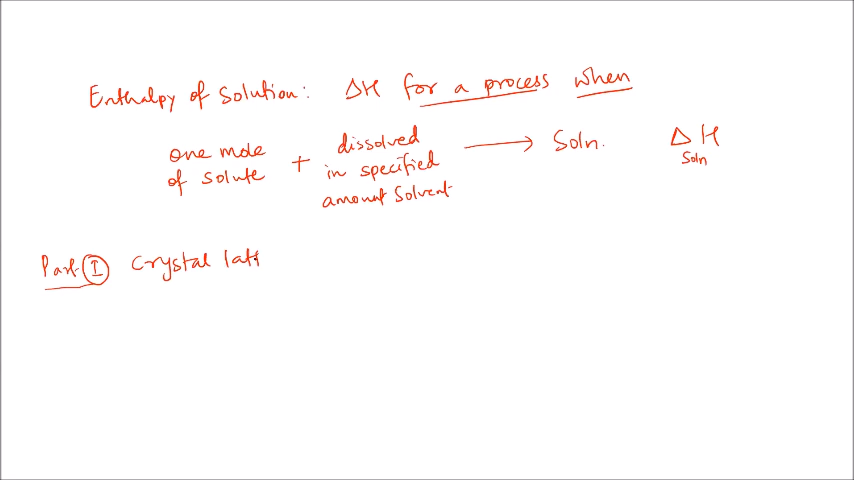 Enthalpy of Solution: ΔH for a process when
one mole of solute + dissolved in specified amount Solvent ⟶ Soln. ΔH Soln
Part-I Crystal latt